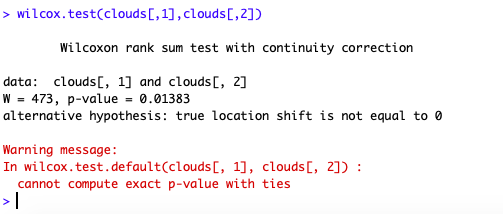 > wilcox.test(clouds[,1],clouds[,2])
Wilcoxon rank sum test with continuity correction
data:  clouds[, 1] and clouds[, 2]
W = 473, p-value = 0.01383
alternative hypothesis: true location shift is not equal to 0
Warning message:
In wilcox.test.default(clouds[, 1], clouds[, 2]) :
  cannot compute exact p-value with ties
>